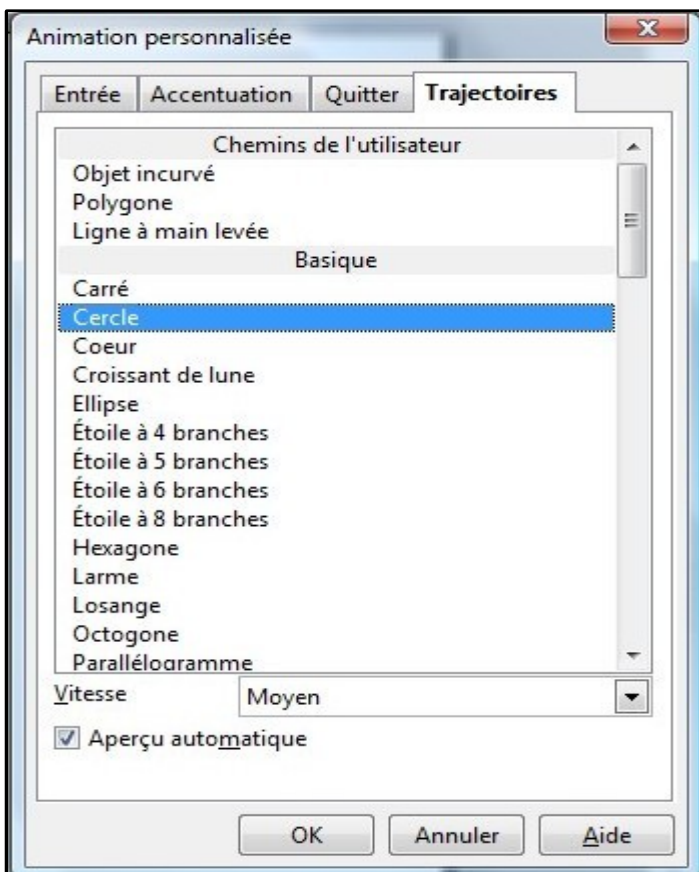 Animation personnalisée
Entrée Accentuation Quitter Trajectoires
Chemins de l'utilisateur
Objet incurvé
Polygone
Ligne à main levée
Basique
Carré
Cercle
Coeur
Croissant de lune
Ellipse
Étoile à 4 branches
Étoile à 5 branches
Étoile à 6 branches
Étoile à 8 branches
Hexagone
Larme
Losange
Octogone
Parallélogramme
Vitesse Moyen
Aperçu automatique
OK Annuler Aide